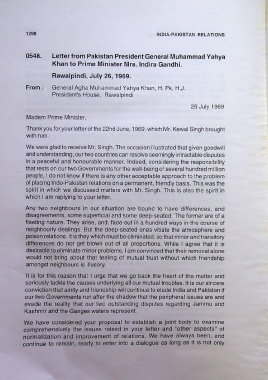 1298 INDIA-PAKISTAN RELATIONS
0548. Letter from Pakistan President General Muhammad Yahya
Khan to Prime Minister Mrs. Indira Gandhi.
Rawalpindi, July 26, 1969.
From : General Agha Muhammad Yahya Khan, H. Pk. H.J.
President's House, Rawalpindi
26 July 1969
Madam Prime Minister,
Thank you for your letter of the 22nd June, 1969, which Mr. Kewal Singh brought
with him.
We were glad to receive Mr. Singh. The occasion illustrated that given goodwill
and understanding, our two countries can resolve seemingly intractable disputes
in a peaceful and honourable manner. Indeed, considering the responsibility
that rests on our two Governments for the well-being of several hundred million
people, I do not know if there is any other acceptable approach to the problem
of placing Indo-Pakistan relations on a permanent, friendly basis. This was the
spirit in which we discussed matters with Mr. Singh. This is also the spirit in
which I am replying to your letter.
Any two neighbours in our situation are bound to have differences, and
disagreements, some superficial and some deep-seated. The former are of a
fleeting nature. They arise, and fade out in a hundred ways in the course of
neighbourly dealings. But the deep-seated ones vitiate the atmosphere and
poison relations. It is they which must be eliminated, so that minor and transitory
differences do not get blown out of all proportions. While I agree that it is
desirable to eliminate minor problems, I am convinced that their removal alone
would not bring about that feeling of mutual trust without which friendship
amongst neighbours is illusory.
It is for this reason that I urge that we go back the heart of the matter and
seriously tackle the causes underlying all our mutual troubles. It is our sincere
conviction that amity and friendship will continue to elude India and Pakistan if
our two Governments run after the shadow that the peripheral issues are and
evade the reality that our two outstanding disputes regarding Jammu and
Kashmir and the Ganges waters represent.
We have considered your proposal to establish a joint body to examine
comprehensively the issues raised in your letter and "other aspects" of
normalization and improvement of relations. We have always been, and
continue to remain, ready to enter into a dialogue as long as it is not only